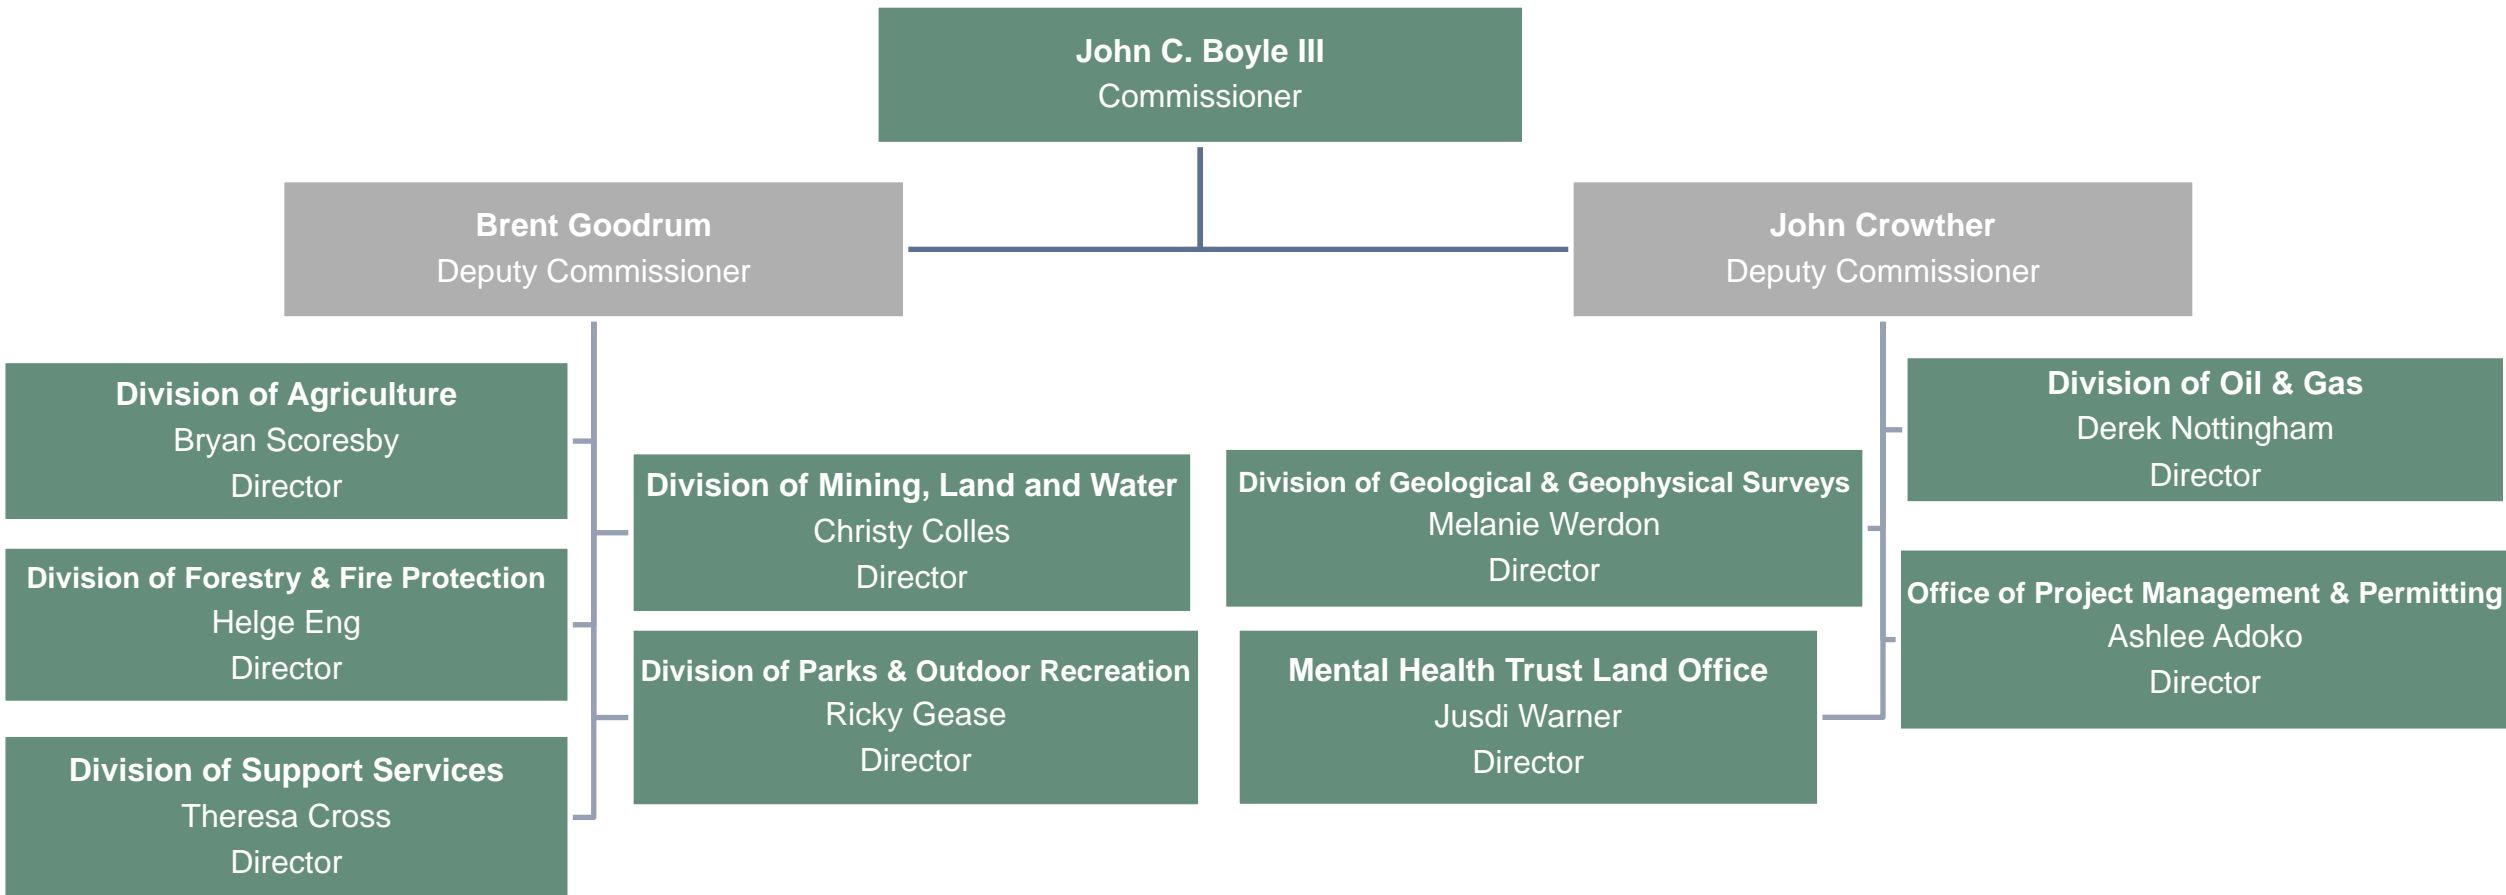 John C. Boyle III
Commissioner
Brent Goodrum
Deputy Commissioner
John Crowther
Deputy Commissioner
Division of Agriculture
Bryan Scoresby
Director
Division of Mining, Land and Water
Christy Colles
Director
Division of Forestry & Fire Protection
Helge Eng
Director
Division of Parks & Outdoor Recreation
Ricky Gease
Director
Division of Support Services
Theresa Cross
Director
Division of Oil & Gas
Derek Nottingham
Director
Division of Geological & Geophysical Surveys
Melanie Werdon
Director
Office of Project Management & Permitting
Ashlee Adoko
Director
Mental Health Trust Land Office
Jusdi Warner
Director